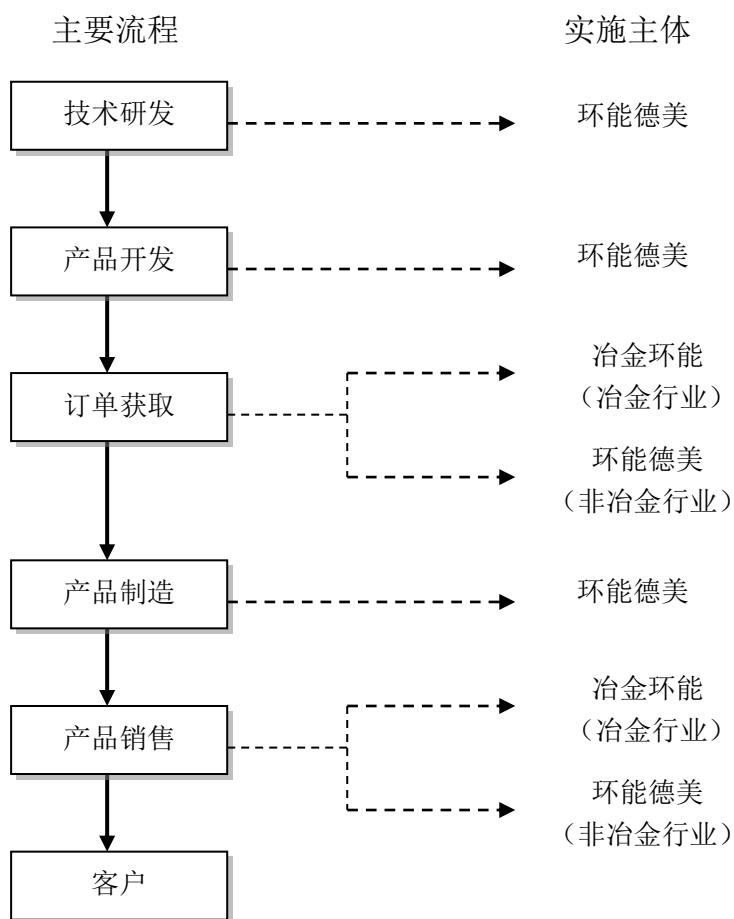 主要流程 实施主体
技术研发 环能德美
产品开发 环能德美
冶金环能
（冶金行业）
订单获取
环能德美
（非冶金行业）
产品制造 环能德美
冶金环能
（冶金行业）
产品销售
环能德美
（非冶金行业）
客户